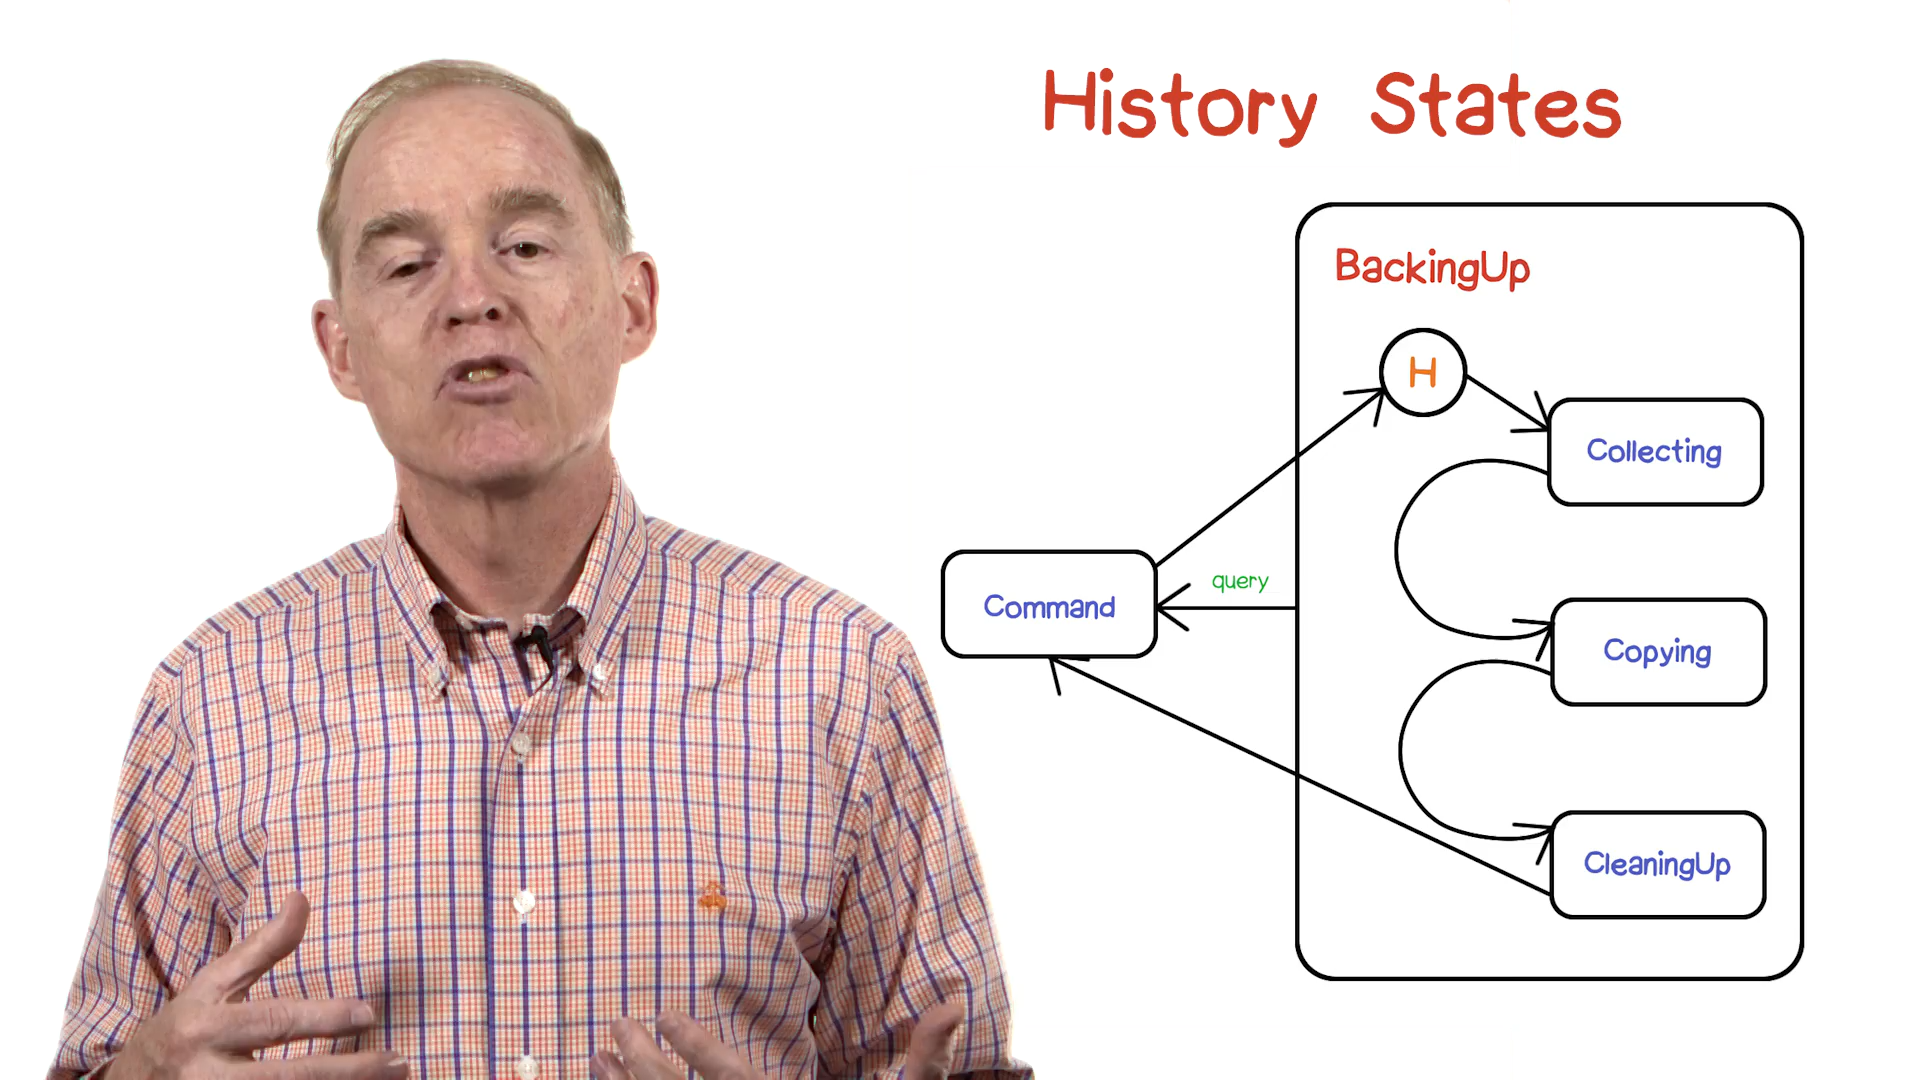 History States
BackingUp
H
Collecting
query
Command
Copying
CleaningUp